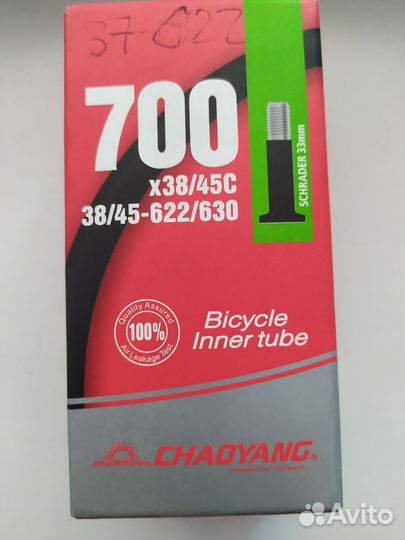 37-622
700
x38/45C
38/45-622/630
SCHRADER 33mm
Quality Assured
100%
Air Leakage Test
Bicycle
Inner tube
CHAOYANG®
Avito